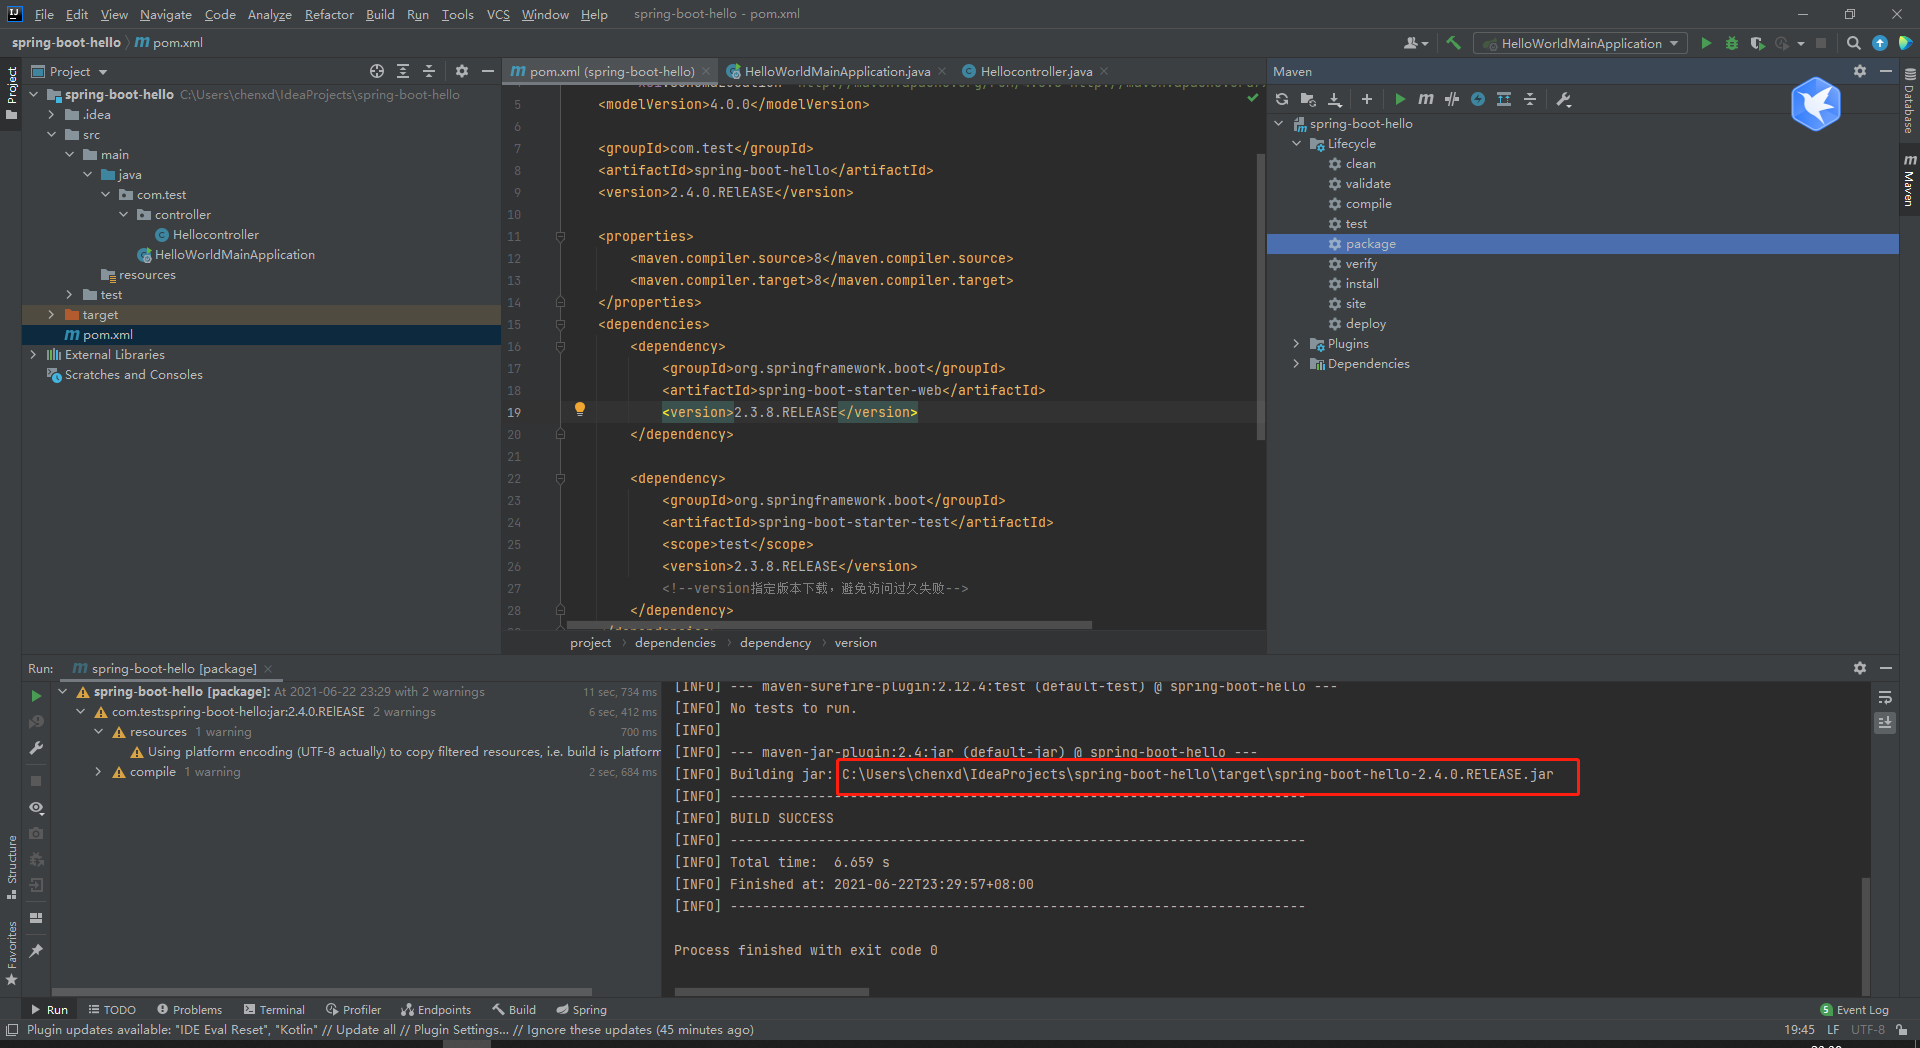 File Edit View Navigate Code Analyze Refactor Build Run Tools VCS Window Help spring-boot-hello - pom.xml
spring-boot-hello pom.xml
HelloWorldMainApplication
Project
Project
pom.xml (spring-boot-hello)
HelloWorldMainApplication.java
Hellocontroller.java
Maven
spring-boot-hello C:\Users\chenxd\IdeaProjects\spring-boot-hello
.idea
src
main
java
com.test
controller
Hellocontroller
HelloWorldMainApplication
resources
test
target
pom.xml
External Libraries
Scratches and Consoles
5 <modelVersion>4.0.0</modelVersion>
6
7 <groupId>com.test</groupId>
8 <artifactId>spring-boot-hello</artifactId>
9 <version>2.4.0.RElEASE</version>
10
11 <properties>
12 <maven.compiler.source>8</maven.compiler.source>
13 <maven.compiler.target>8</maven.compiler.target>
14 </properties>
15 <dependencies>
16 <dependency>
17 <groupId>org.springframework.boot</groupId>
18 <artifactId>spring-boot-starter-web</artifactId>
19 <version>2.3.8.RELEASE</version>
20 </dependency>
21
22 <dependency>
23 <groupId>org.springframework.boot</groupId>
24 <artifactId>spring-boot-starter-test</artifactId>
25 <scope>test</scope>
26 <version>2.3.8.RELEASE</version>
27 <!--version指定版本下载，避免访问过久失败-->
28 </dependency>
project dependencies dependency version
spring-boot-hello
Lifecycle
clean
validate
compile
test
package
verify
install
site
deploy
Plugins
Dependencies
Database
Maven
Run: spring-boot-hello [package]
spring-boot-hello [package]: At 2021-06-22 23:29 with 2 warnings 11 sec, 734 ms
com.test:spring-boot-hello:jar:2.4.0.RElEASE 2 warnings 6 sec, 412 ms
resources 1 warning 700 ms
Using platform encoding (UTF-8 actually) to copy filtered resources, i.e. build is platform
compile 1 warning 2 sec, 684 ms
[INFO] --- maven-surefire-plugin:2.12.4:test (default-test) @ spring-boot-hello ---
[INFO] No tests to run.
[INFO]
[INFO] --- maven-jar-plugin:2.4:jar (default-jar) @ spring-boot-hello ---
[INFO] Building jar: C:\Users\chenxd\IdeaProjects\spring-boot-hello\target\spring-boot-hello-2.4.0.RElEASE.jar
[INFO] ------------------------------------------------------------------------
[INFO] BUILD SUCCESS
[INFO] ------------------------------------------------------------------------
[INFO] Total time:  6.659 s
[INFO] Finished at: 2021-06-22T23:29:57+08:00
[INFO] ------------------------------------------------------------------------
Process finished with exit code 0
Structure
Favorites
Run TODO Problems Terminal Profiler Endpoints Build Spring 5 Event Log
Plugin updates available: "IDE Eval Reset", "Kotlin" // Update all // Plugin Settings... // Ignore these updates (45 minutes ago) 19:45 LF UTF-8